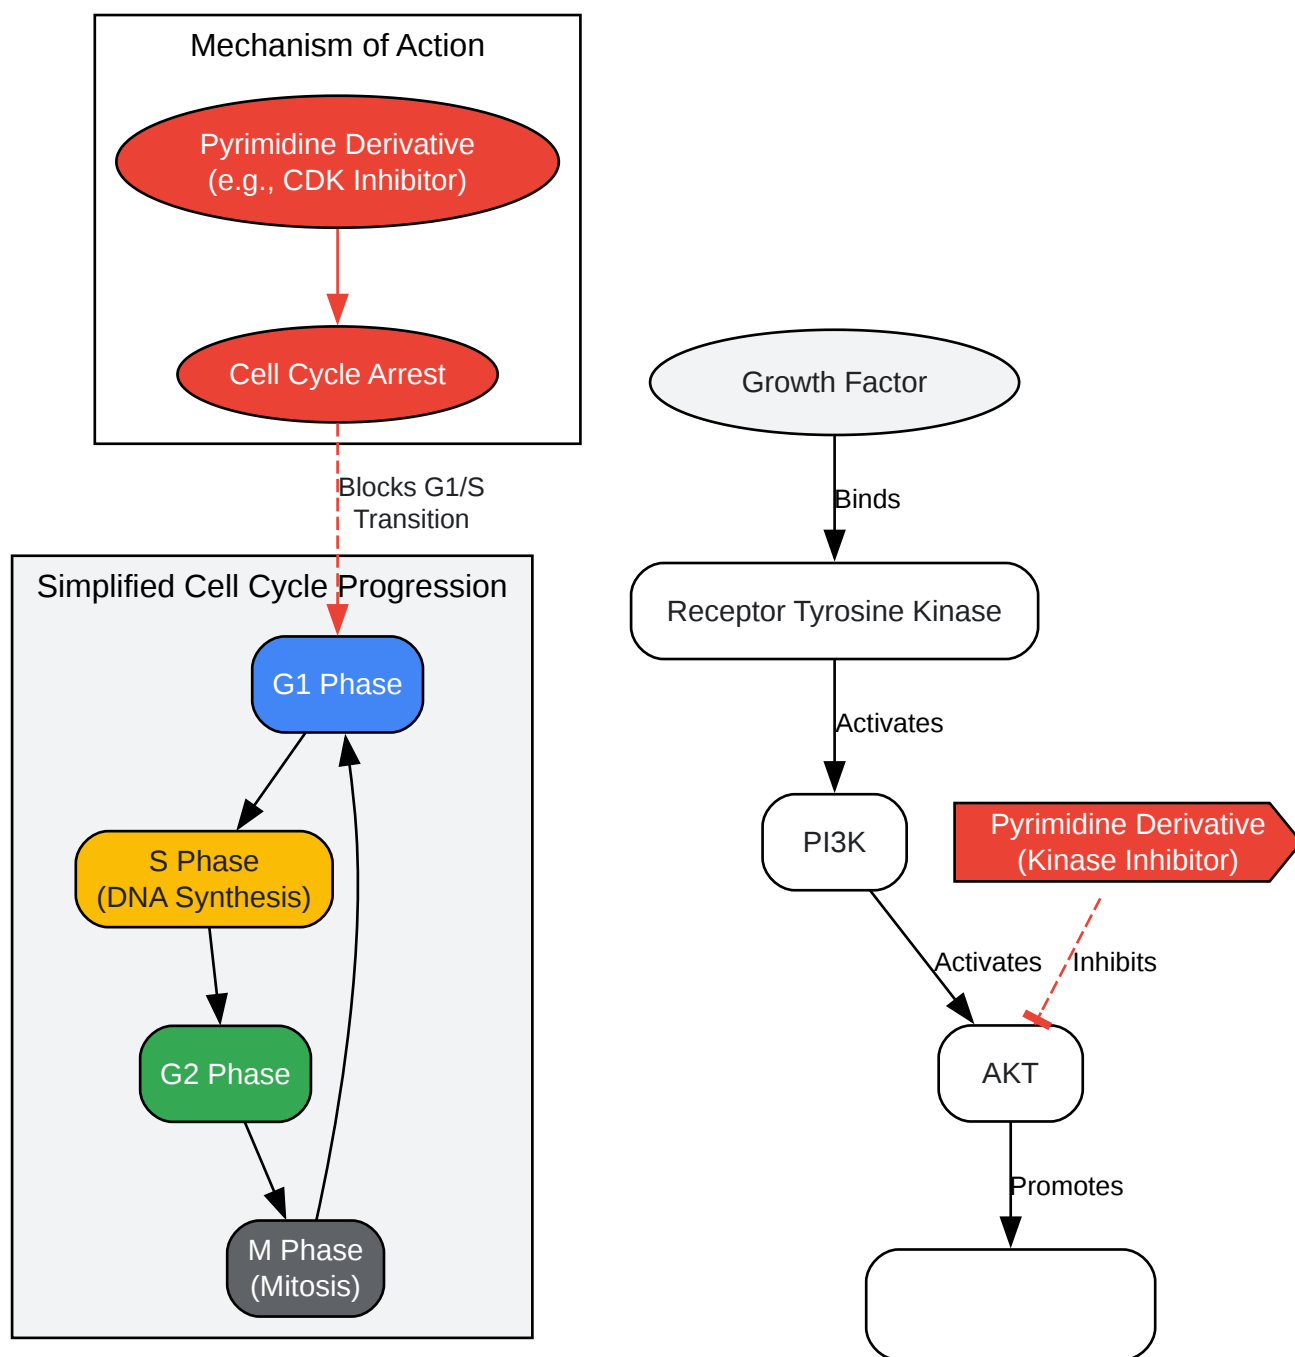 Mechanism of Action
Pyrimidine Derivative
(e.g., CDK Inhibitor)
Cell Cycle Arrest
Blocks G1/S
Transition
Simplified Cell Cycle Progression
G1 Phase
S Phase
(DNA Synthesis)
G2 Phase
M Phase
(Mitosis)
Growth Factor
Binds
Receptor Tyrosine Kinase
Activates
PI3K
Pyrimidine Derivative
(Kinase Inhibitor)
Activates
Inhibits
AKT
Promotes